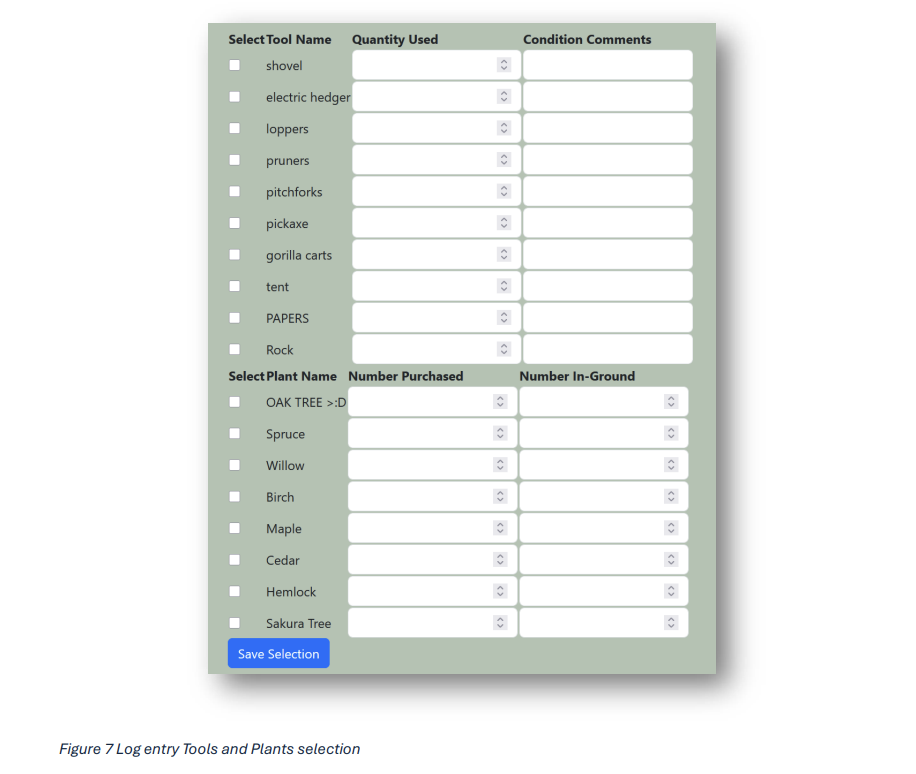 Select Tool Name Quantity Used Condition Comments
shovel
electric hedger
loppers
pruners
pitchforks
pickaxe
gorilla carts
tent
PAPERS
Rock
Select Plant Name Number Purchased Number In-Ground
OAK TREE >:D
Spruce
Willow
Birch
Maple
Cedar
Hemlock
Sakura Tree
Save Selection
Figure 7 Log entry Tools and Plants selection